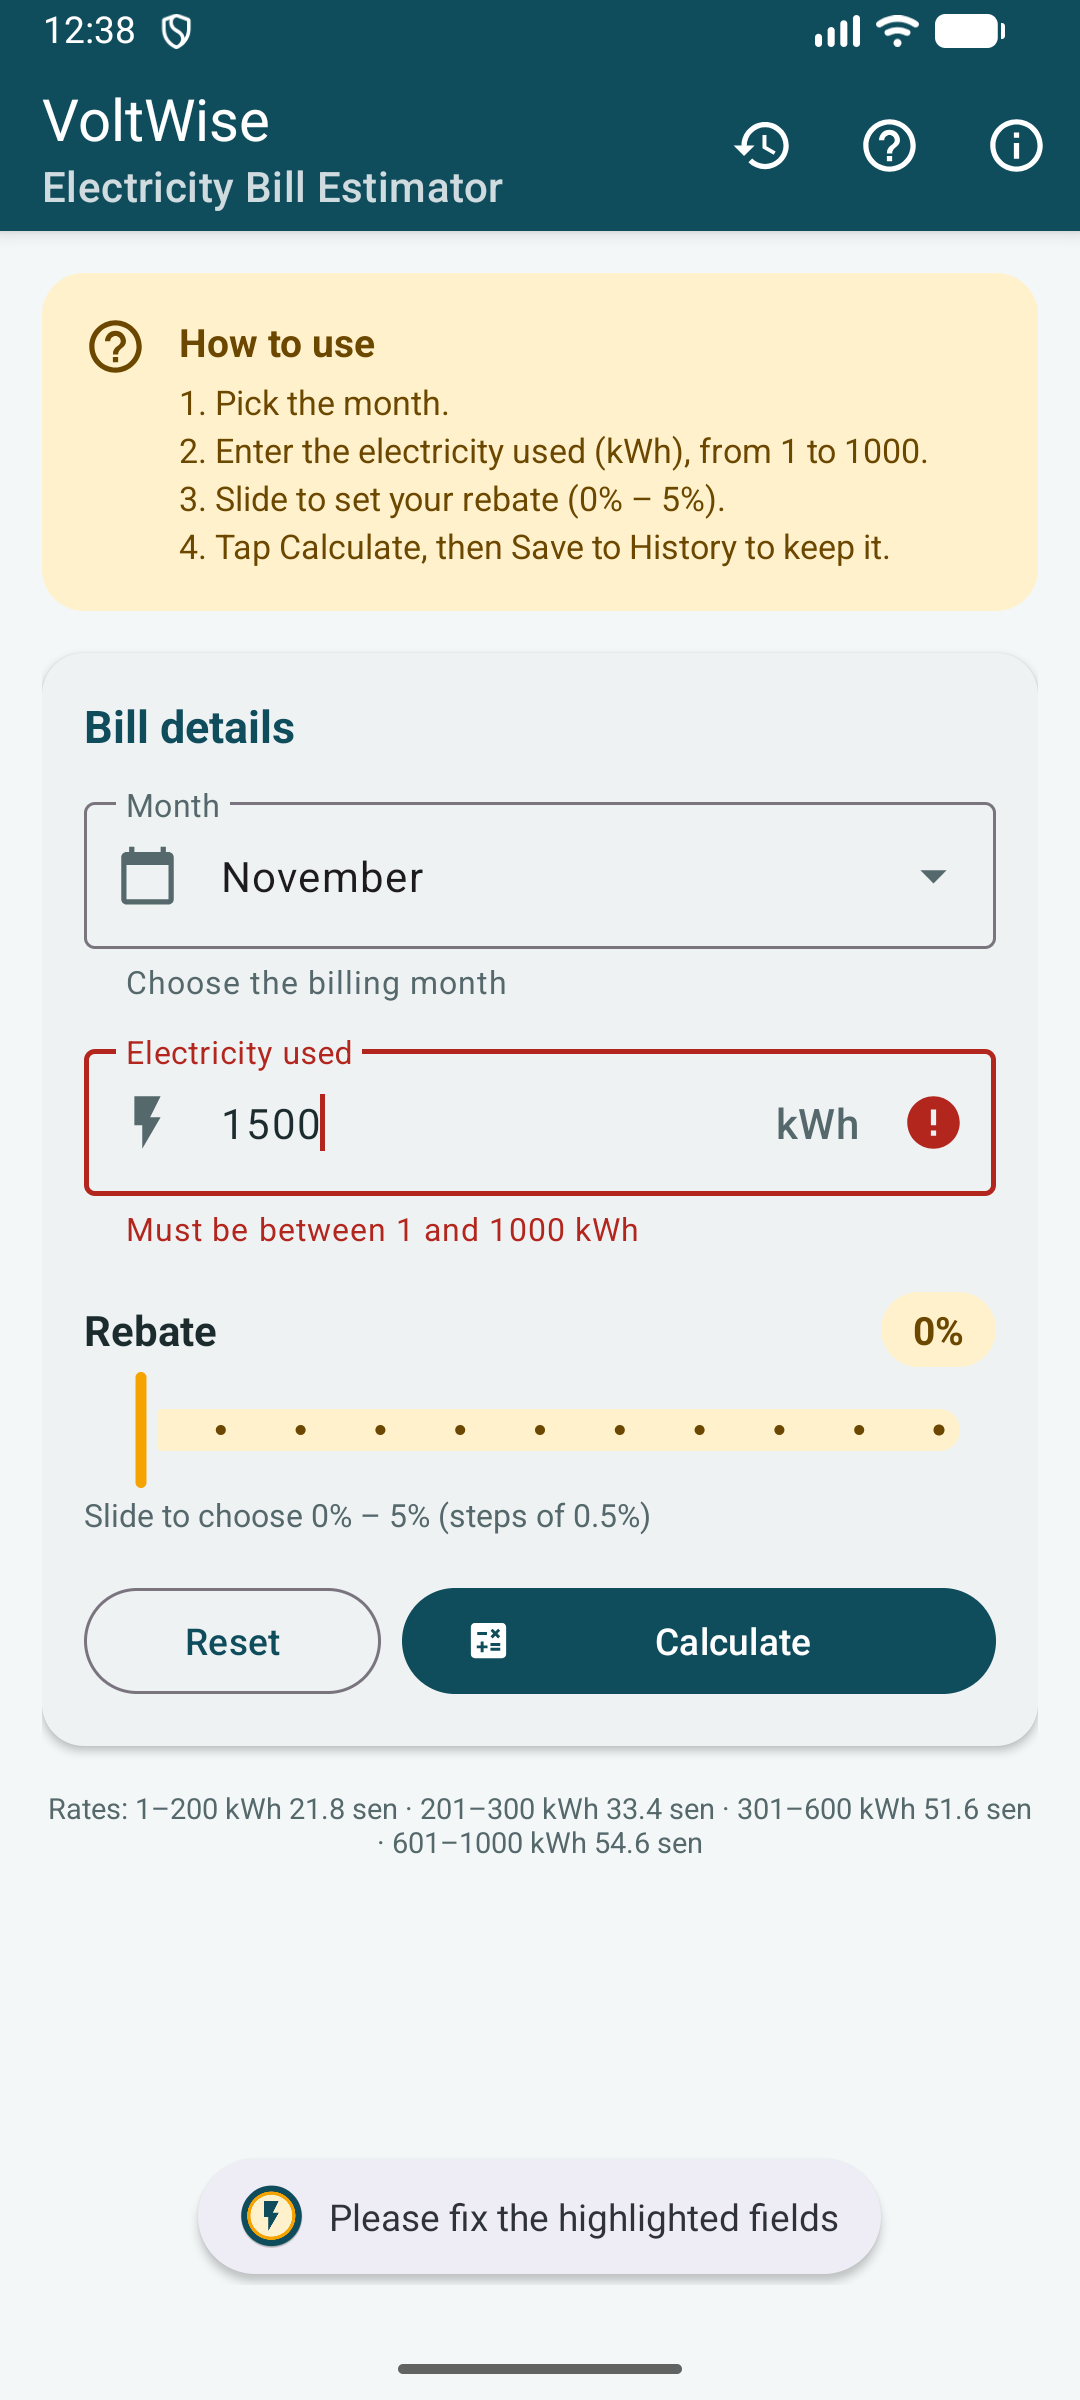 12:38
VoltWise
Electricity Bill Estimator
How to use
1. Pick the month.
2. Enter the electricity used (kWh), from 1 to 1000.
3. Slide to set your rebate (0% – 5%).
4. Tap Calculate, then Save to History to keep it.
Bill details
Month
November
Choose the billing month
Electricity used
1500 kWh
Must be between 1 and 1000 kWh
Rebate 0%
Slide to choose 0% – 5% (steps of 0.5%)
Reset Calculate
Rates: 1–200 kWh 21.8 sen · 201–300 kWh 33.4 sen · 301–600 kWh 51.6 sen
· 601–1000 kWh 54.6 sen
Please fix the highlighted fields